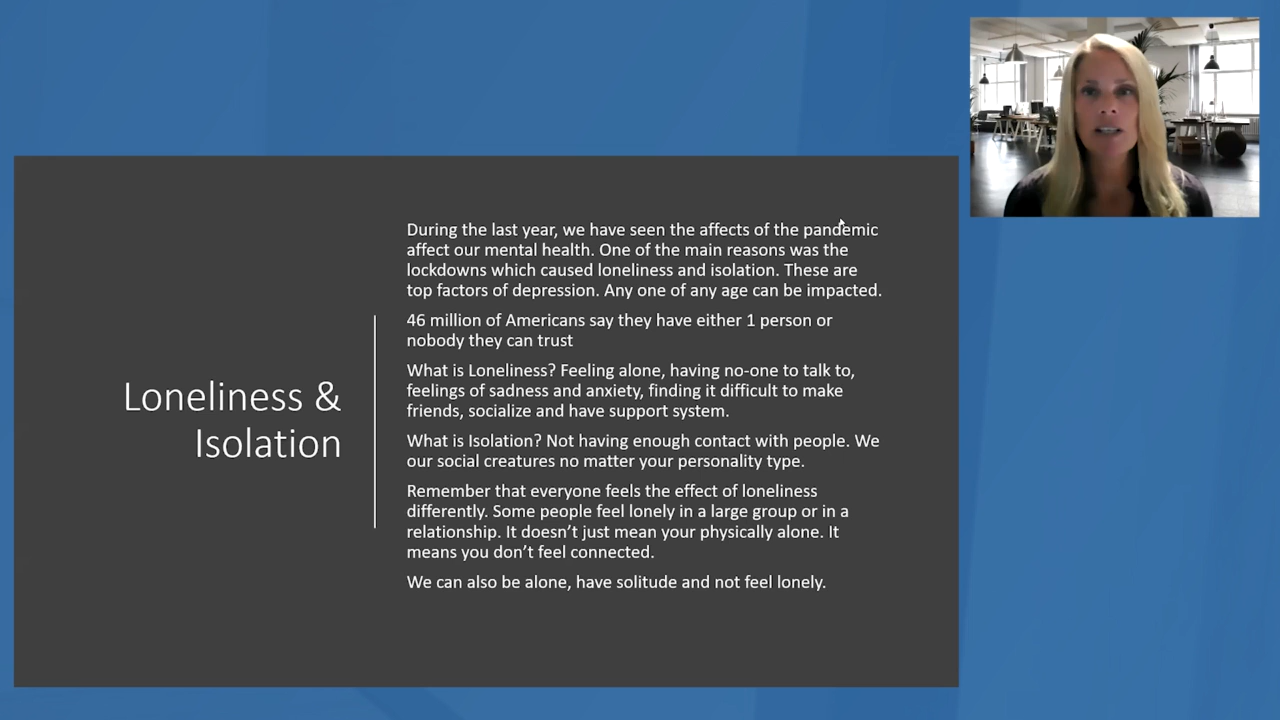 Loneliness &
Isolation
During the last year, we have seen the affects of the pandemic
affect our mental health. One of the main reasons was the
lockdowns which caused loneliness and isolation. These are
top factors of depression. Any one of any age can be impacted.
46 million of Americans say they have either 1 person or
nobody they can trust
What is Loneliness? Feeling alone, having no-one to talk to,
feelings of sadness and anxiety, finding it difficult to make
friends, socialize and have support system.
What is Isolation? Not having enough contact with people. We
our social creatures no matter your personality type.
Remember that everyone feels the effect of loneliness
differently. Some people feel lonely in a large group or in a
relationship. It doesn’t just mean your physically alone. It
means you don’t feel connected.
We can also be alone, have solitude and not feel lonely.